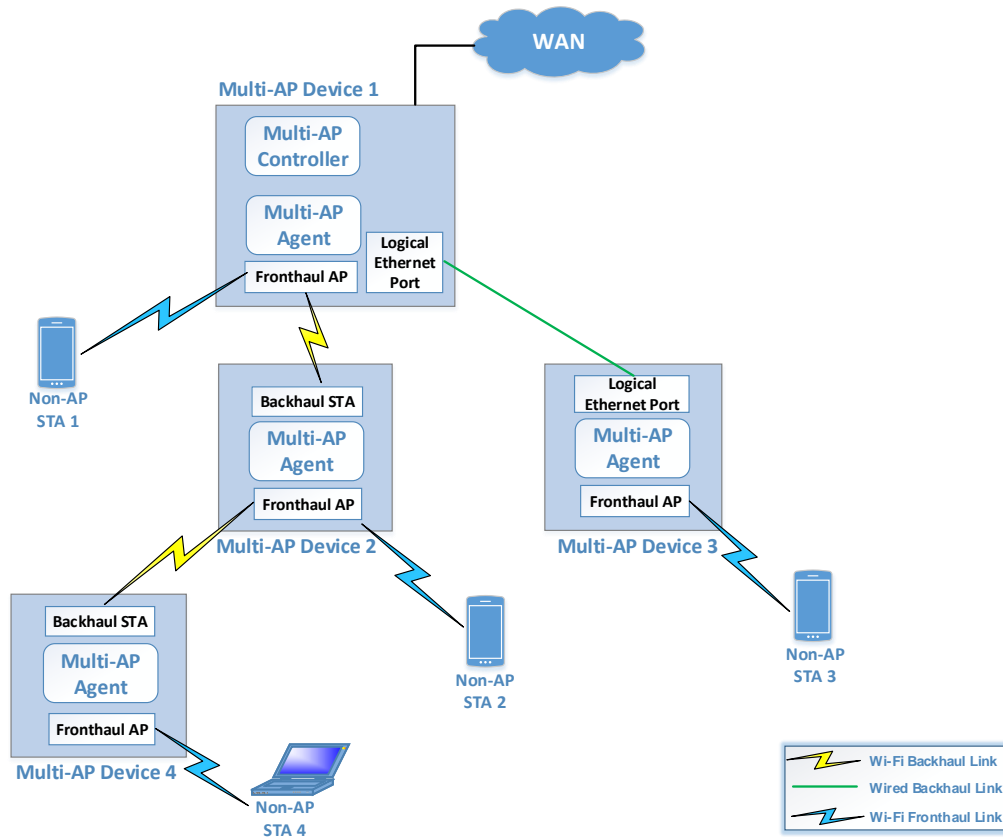 WAN
Multi-AP Device 1
Multi-AP
Controller
Multi-AP
Agent
Logical
Ethernet
Port
Fronthaul AP
Non-AP
STA 1
Backhaul STA
Multi-AP
Agent
Fronthaul AP
Multi-AP Device 2
Logical
Ethernet Port
Multi-AP
Agent
Fronthaul AP
Multi-AP Device 3
Backhaul STA
Multi-AP
Agent
Fronthaul AP
Multi-AP Device 4
Non-AP
STA 2
Non-AP
STA 3
Non-AP
STA 4
Wi-Fi Backhaul Link
Wired Backhaul Link
Wi-Fi Fronthaul Link